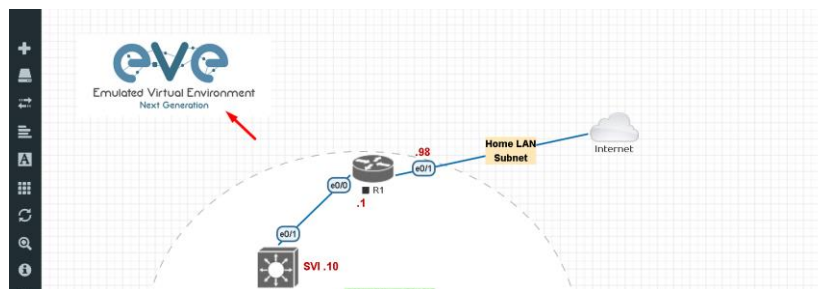 eve
Emulated Virtual Environment
Next Generation
Home LAN
Subnet
Internet
.98
e0/1
R1
e0/0
.1
e0/1
SVI .10
A